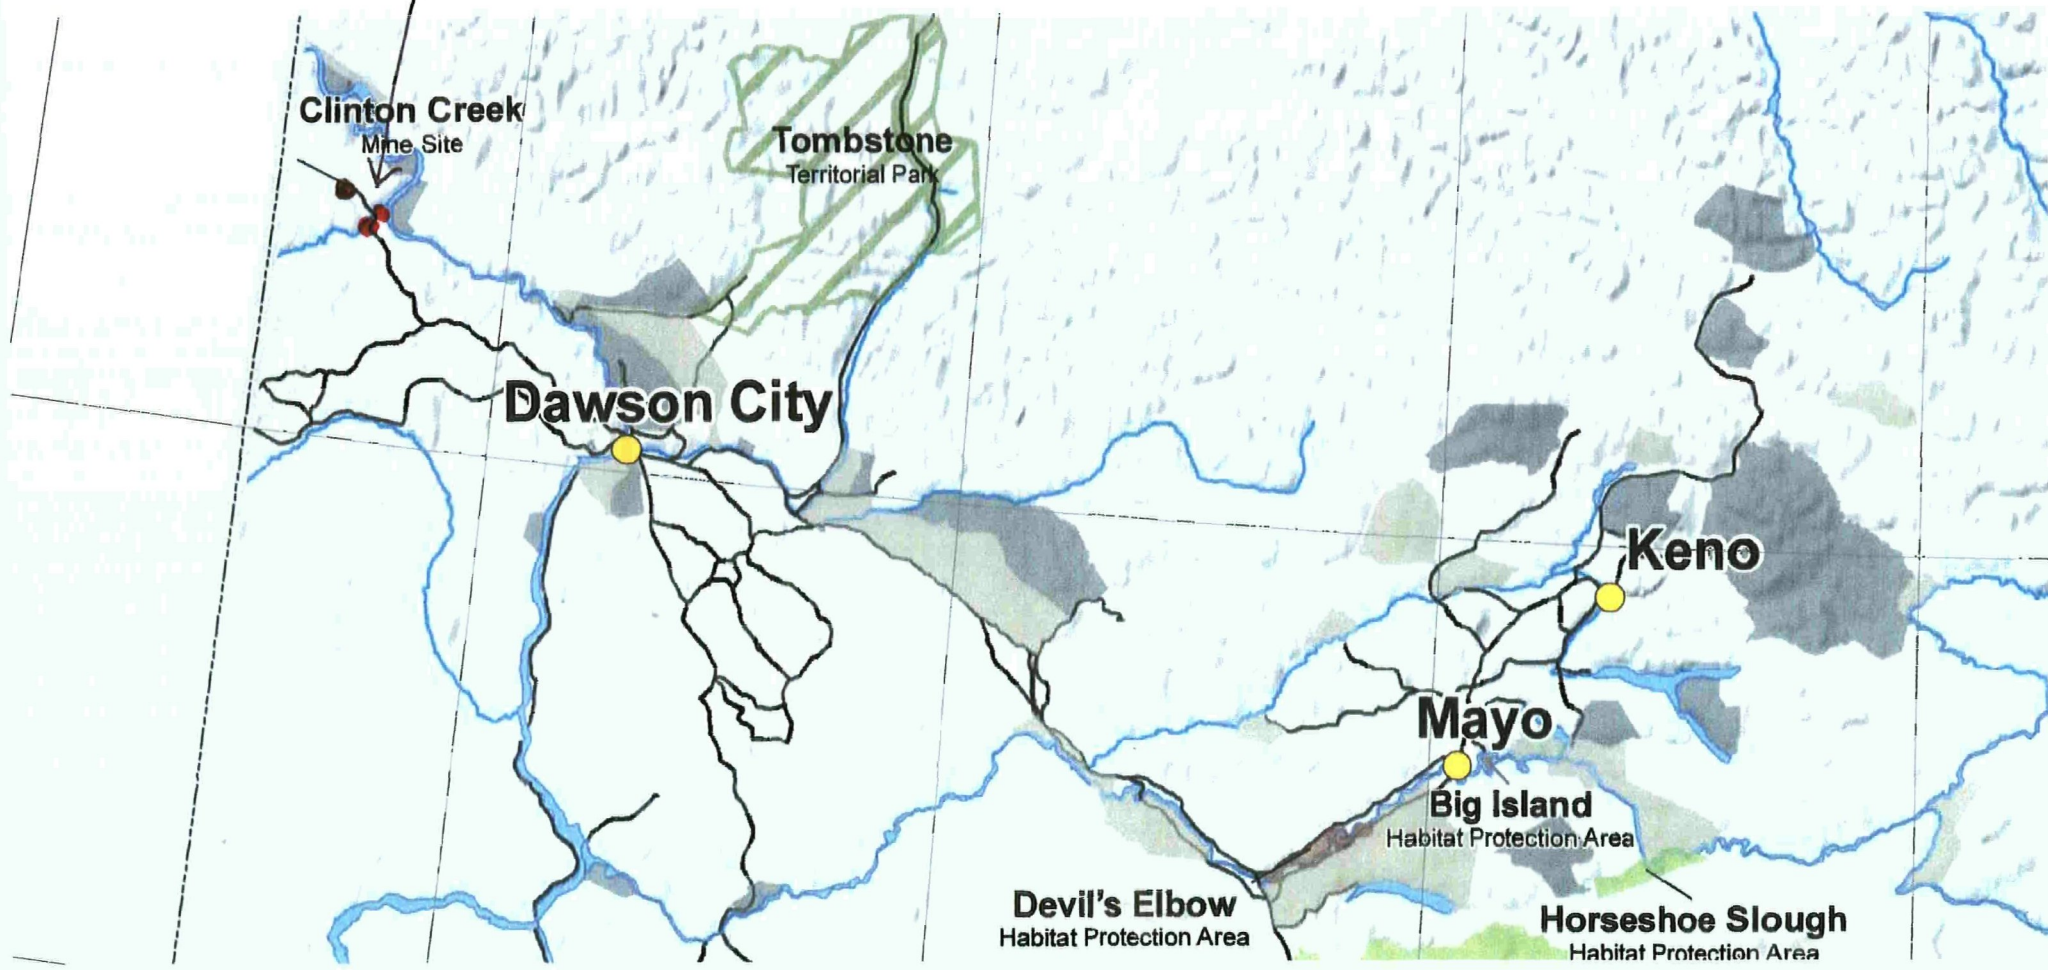 Clinton Creek
Mine Site
Tombstone
Territorial Park
Dawson City
Keno
Mayo
Big Island
Habitat Protection Area
Devil's Elbow
Habitat Protection Area
Horseshoe Slough
Habitat Protection Area